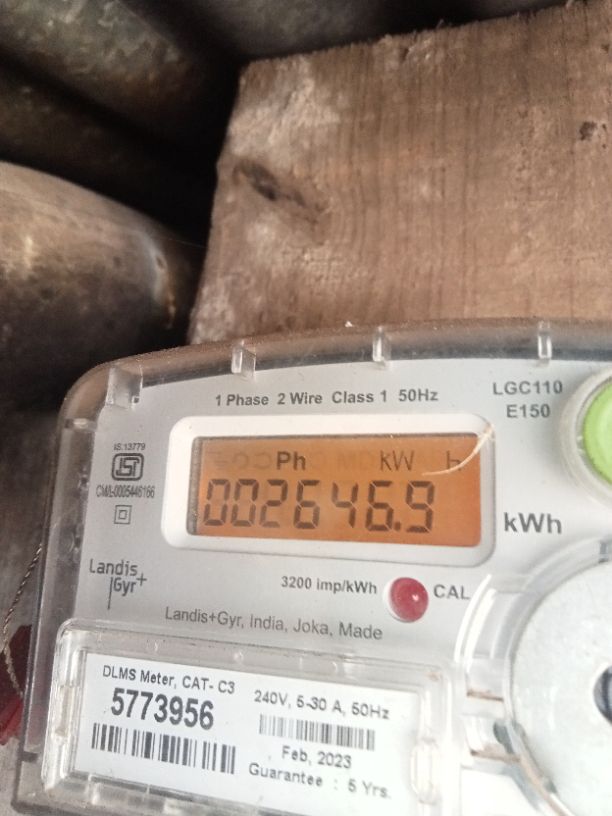 1 Phase 2 Wire Class 1 50Hz
LGC110
E150
IS:13779
CM/L-0005446166
Ph kW h
002646.9
kWh
Landis
Gyr+
3200 imp/kWh
CAL
Landis+Gyr, India, Joka, Made
DLMS Meter, CAT- C3
5773956
240V, 5-30 A, 50Hz
Feb, 2023
Guarantee : 5 Yrs.